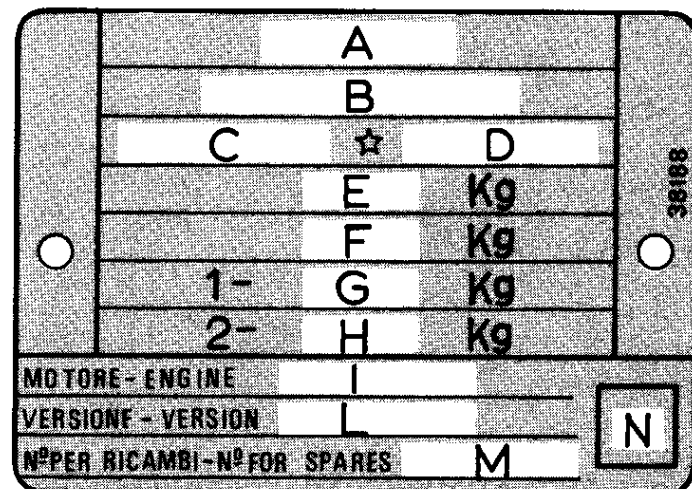 A
B
C ☆ D
E Kg
F Kg
1- G Kg
2- H Kg
MOTORE - ENGINE I
VERSIONE - VERSION L
Nº PER RICAMBI - Nº FOR SPARES M
N
38188